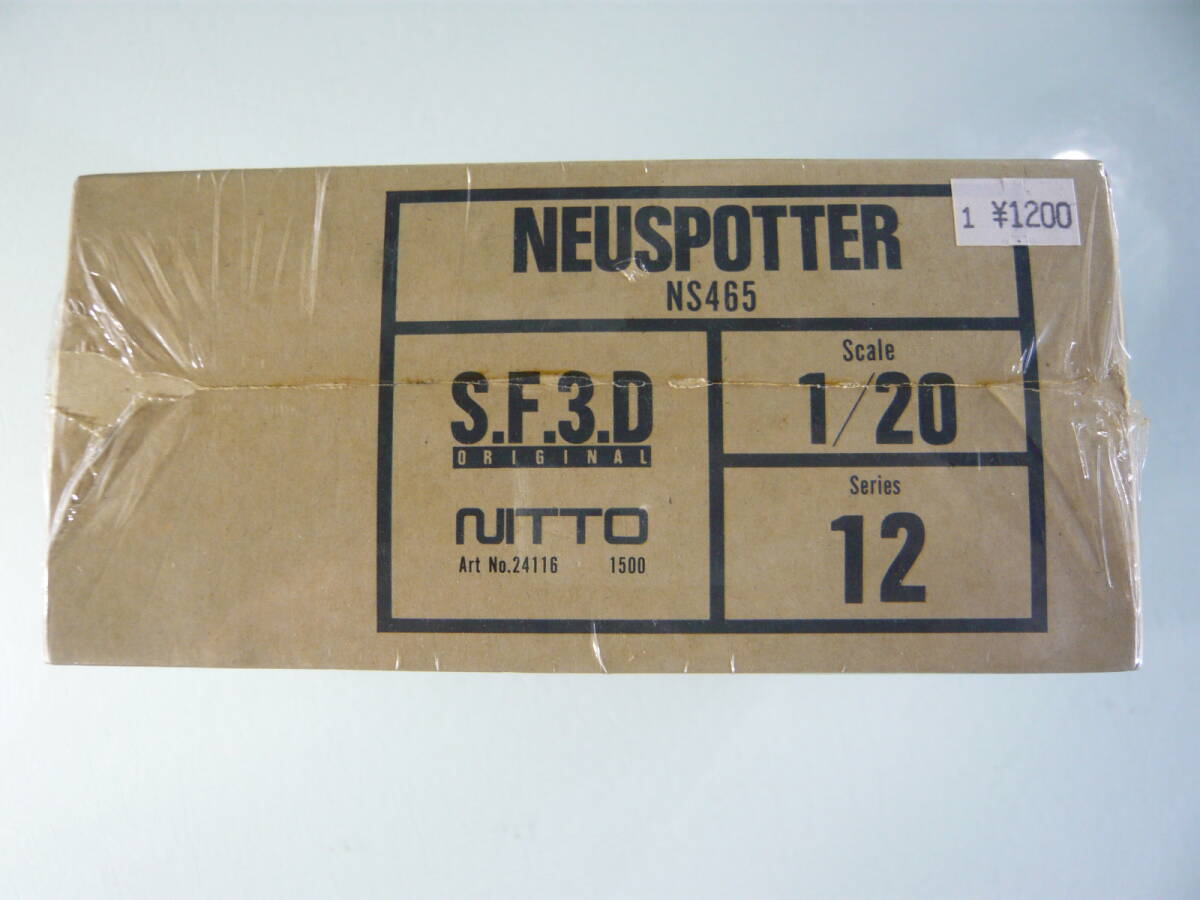 NEUSPOTTER
NS465
1 ¥1200
S.F.3.D
ORIGINAL
NITTO
Art No.24116 1500
Scale
1/20
Series
12